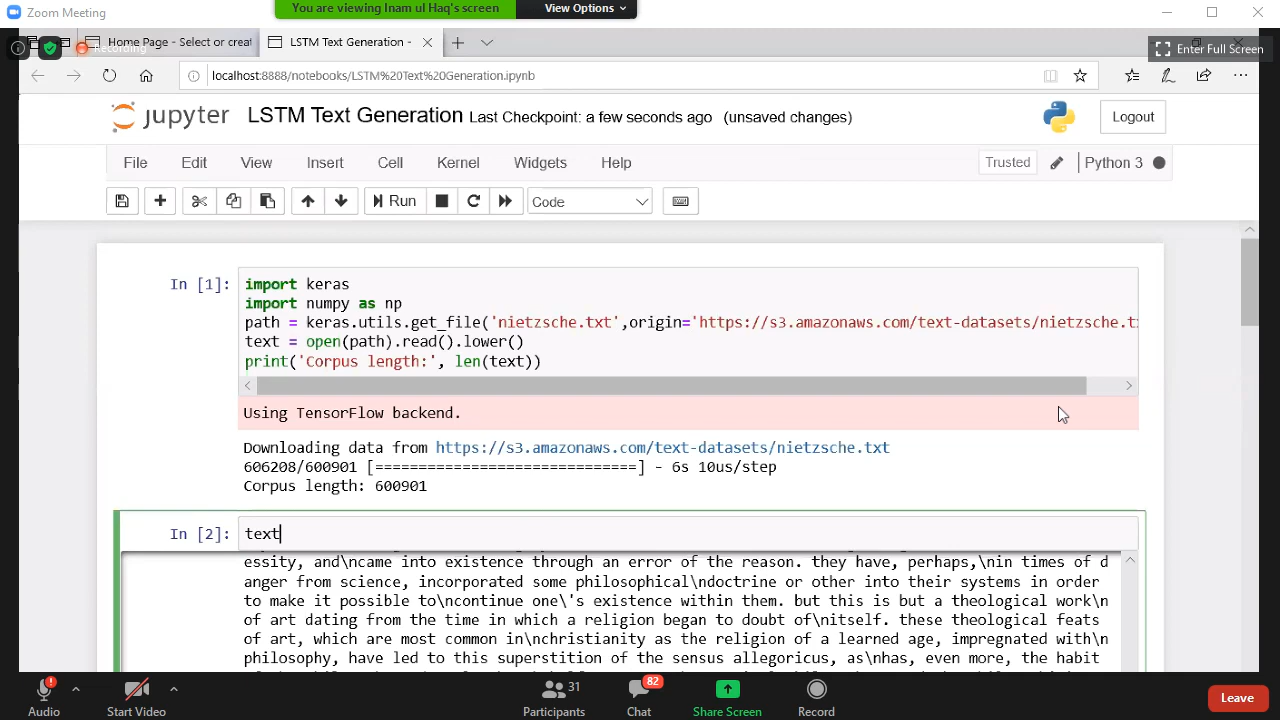 Zoom Meeting
You are viewing Inam ul Haq's screen
View Options
Recording
Home Page - Select or creat
LSTM Text Generation -
Enter Full Screen
localhost:8888/notebooks/LSTM%20Text%20Generation.ipynb
jupyter LSTM Text Generation Last Checkpoint: a few seconds ago (unsaved changes)
Logout
File Edit View Insert Cell Kernel Widgets Help
Trusted
Python 3
Run
Code
In [1]:
import keras
import numpy as np
path = keras.utils.get_file('nietzsche.txt',origin='https://s3.amazonaws.com/text-datasets/nietzsche.t
text = open(path).read().lower()
print('Corpus length:', len(text))
Using TensorFlow backend.
Downloading data from https://s3.amazonaws.com/text-datasets/nietzsche.txt
606208/600901 [==============================] - 6s 10us/step
Corpus length: 600901
In [2]: text
essity, and\ncame into existence through an error of the reason. they have, perhaps,\nin times of d
anger from science, incorporated some philosophical\ndoctrine or other into their systems in order
to make it possible to\ncontinue one\'s existence within them. but this is but a theological work\n
of art dating from the time in which a religion began to doubt of\nitself. these theological feats
of art, which are most common in\nchristianity as the religion of a learned age, impregnated with\n
philosophy, have led to this superstition of the sensus allegoricus, as\nhas, even more, the habit
Audio
Start Video
31
Participants
82
Chat
Share Screen
Record
Leave